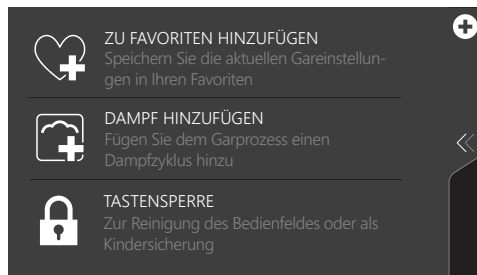 ZU FAVORITEN HINZUFÜGEN
Speichern Sie die aktuellen Gareinstellun-
gen in Ihren Favoriten
DAMPF HINZUFÜGEN
Fügen Sie dem Garprozess einen
Dampfzyklus hinzu
TASTENSPERRE
Zur Reinigung des Bedienfeldes oder als
Kindersicherung